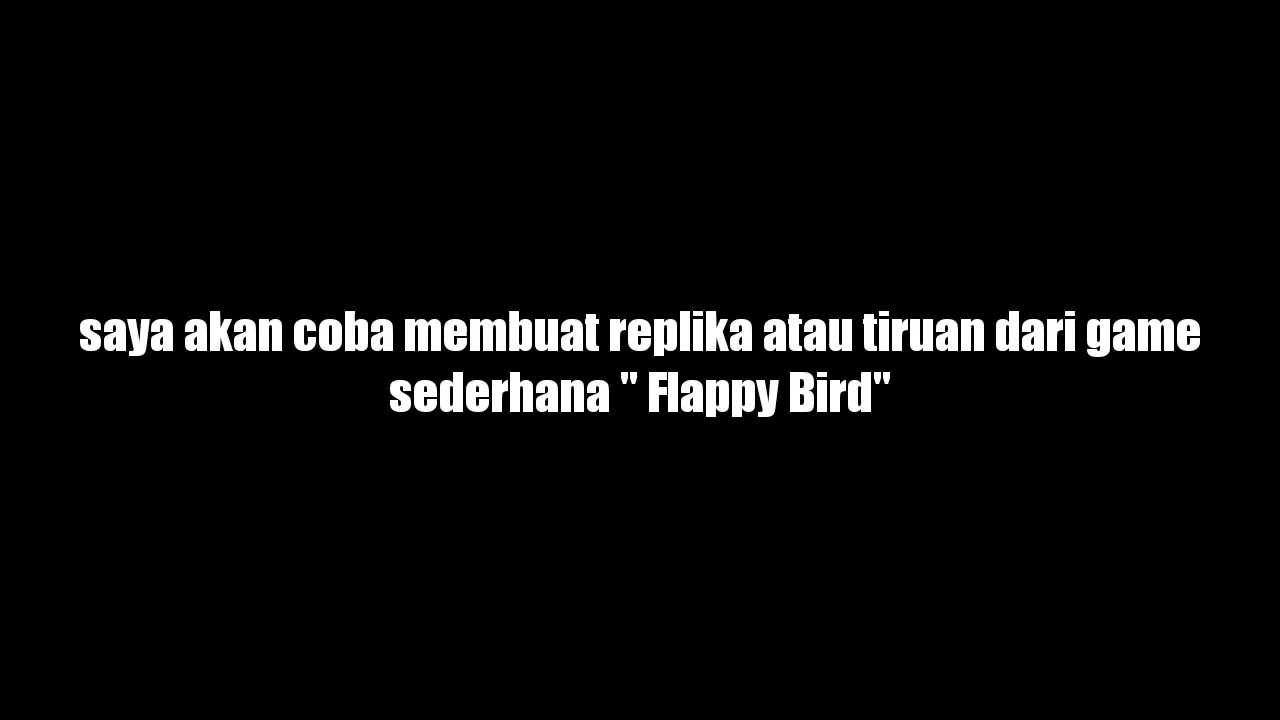 saya akan coba membuat replika atau tiruan dari game
sederhana " Flappy Bird"